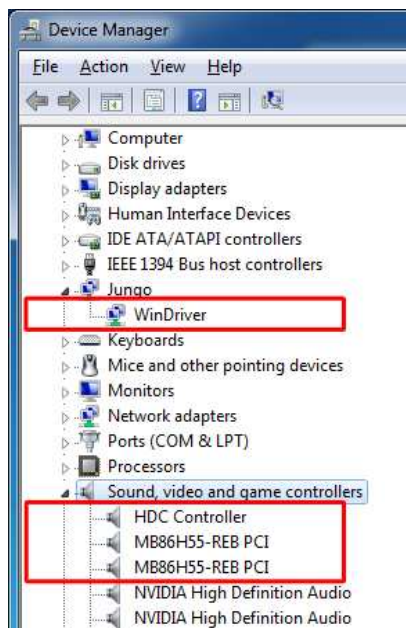 Device Manager
File Action View Help
Computer
Disk drives
Display adapters
Human Interface Devices
IDE ATA/ATAPI controllers
IEEE 1394 Bus host controllers
Jungo
WinDriver
Keyboards
Mice and other pointing devices
Monitors
Network adapters
Ports (COM & LPT)
Processors
Sound, video and game controllers
HDC Controller
MB86H55-REB PCI
MB86H55-REB PCI
NVIDIA High Definition Audio
NVIDIA High Definition Audio